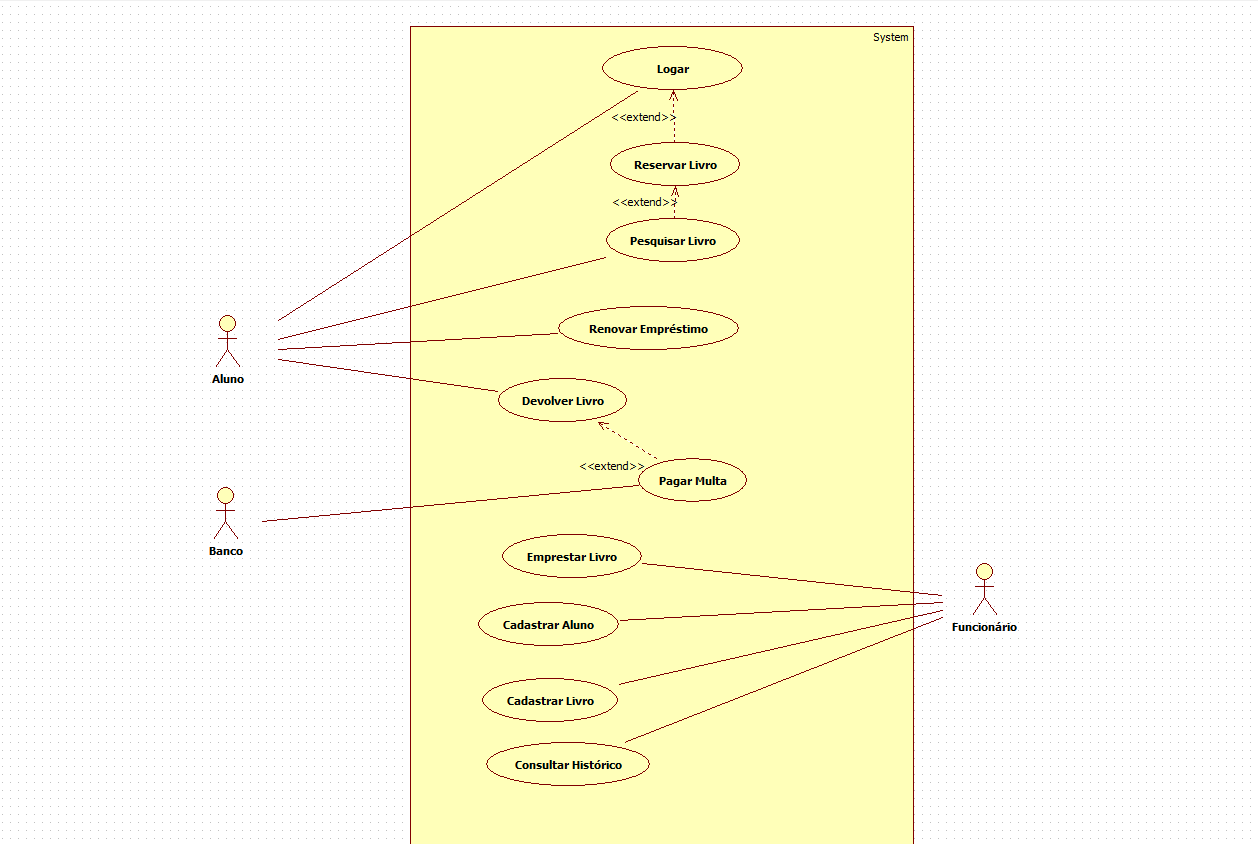 System
Logar
<<extend>>
Reservar Livro
<<extend>>
Pesquisar Livro
Renovar Empréstimo
Aluno
Devolver Livro
<<extend>>
Pagar Multa
Banco
Emprestar Livro
Cadastrar Aluno
Funcionário
Cadastrar Livro
Consultar Histórico